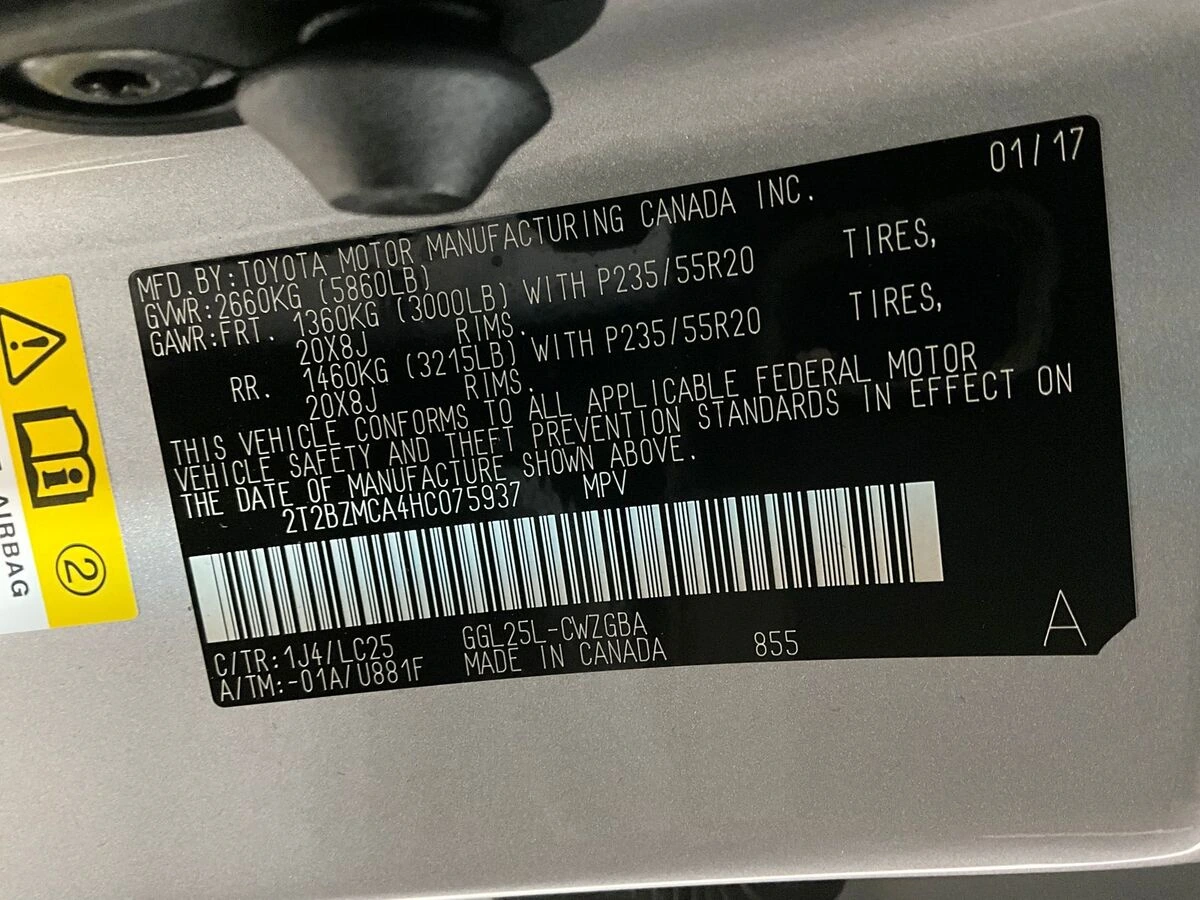 01/17
MFD.BY:TOYOTA MOTOR MANUFACTURING CANADA INC.
GVWR:2660KG (5860LB)
GAWR:FRT. 1360KG (3000LB) WITH P235/55R20 TIRES,
20X8J RIMS.
RR. 1460KG (3215LB) WITH P235/55R20 TIRES,
20X8J RIMS.
THIS VEHICLE CONFORMS TO ALL APPLICABLE FEDERAL MOTOR
VEHICLE SAFETY AND THEFT PREVENTION STANDARDS IN EFFECT ON
THE DATE OF MANUFACTURE SHOWN ABOVE.
2T2BZMCA4HC075937 MPV
C/TR:1J4/LC25 GGL25L-CWZGBA
A/TM:-01A/U881F MADE IN CANADA 855
A
2
AIRBAG